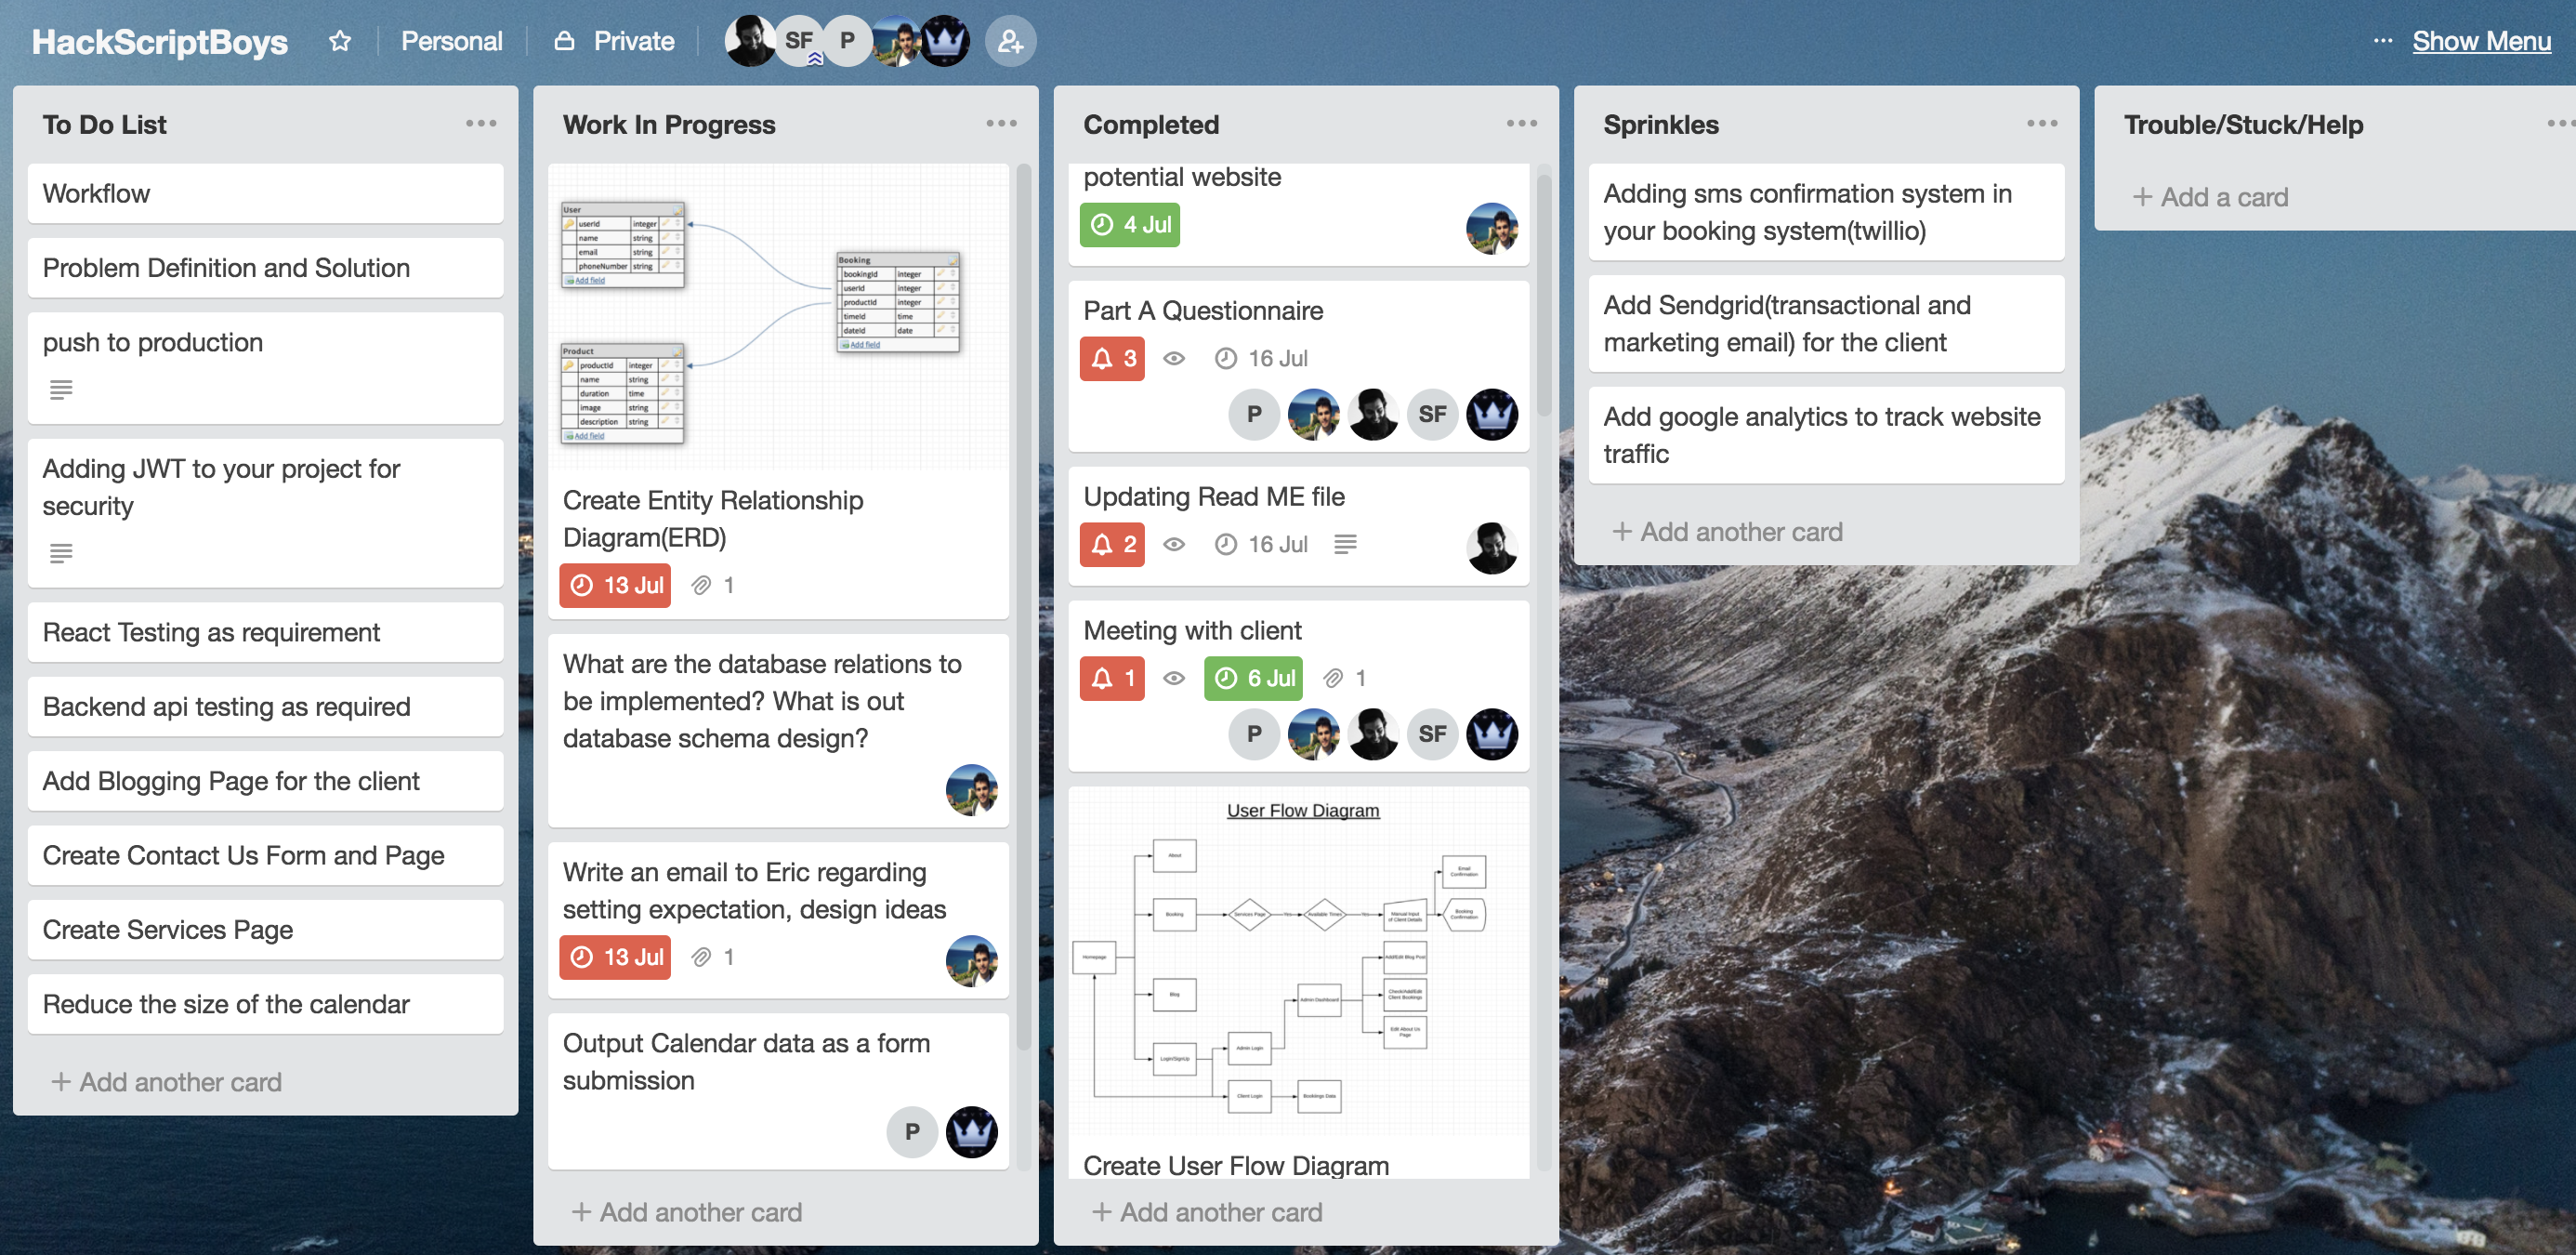 HackScriptBoys
Personal
Private
SF
P
Show Menu
To Do List
Workflow
Problem Definition and Solution
push to production
Adding JWT to your project for
security
React Testing as requirement
Backend api testing as required
Add Blogging Page for the client
Create Contact Us Form and Page
Create Services Page
Reduce the size of the calendar
+ Add another card
Work In Progress
User
userId integer
name string
email string
phoneNumber string
Add field
Booking
bookingId integer
userId integer
productId integer
timeId time
dateId date
Add field
Product
productId integer
name string
duration time
image string
description string
Add field
Create Entity Relationship
Diagram(ERD)
13 Jul 1
What are the database relations to
be implemented? What is out
database schema design?
Write an email to Eric regarding
setting expectation, design ideas
13 Jul 1
Output Calendar data as a form
submission
P
+ Add another card
Completed
potential website
4 Jul
Part A Questionnaire
3 16 Jul
P SF
Updating Read ME file
2 16 Jul
Meeting with client
1 6 Jul 1
P SF
User Flow Diagram
About
Email
Confirmation
Booking
Services Page
Yes
Available Times
Yes
Manual Input
of Client Details
Booking
Confirmation
Homepage
Add/Edit Blog Post
Blog
Admin Dashboard
Check/Add/Edit
Client Bookings
Edit About Us
Page
Login/SignUp
Admin Login
Client Login
Bookings Data
Create User Flow Diagram
+ Add another card
Sprinkles
Adding sms confirmation system in
your booking system(twillio)
Add Sendgrid(transactional and
marketing email) for the client
Add google analytics to track website
traffic
+ Add another card
Trouble/Stuck/Help
+ Add a card